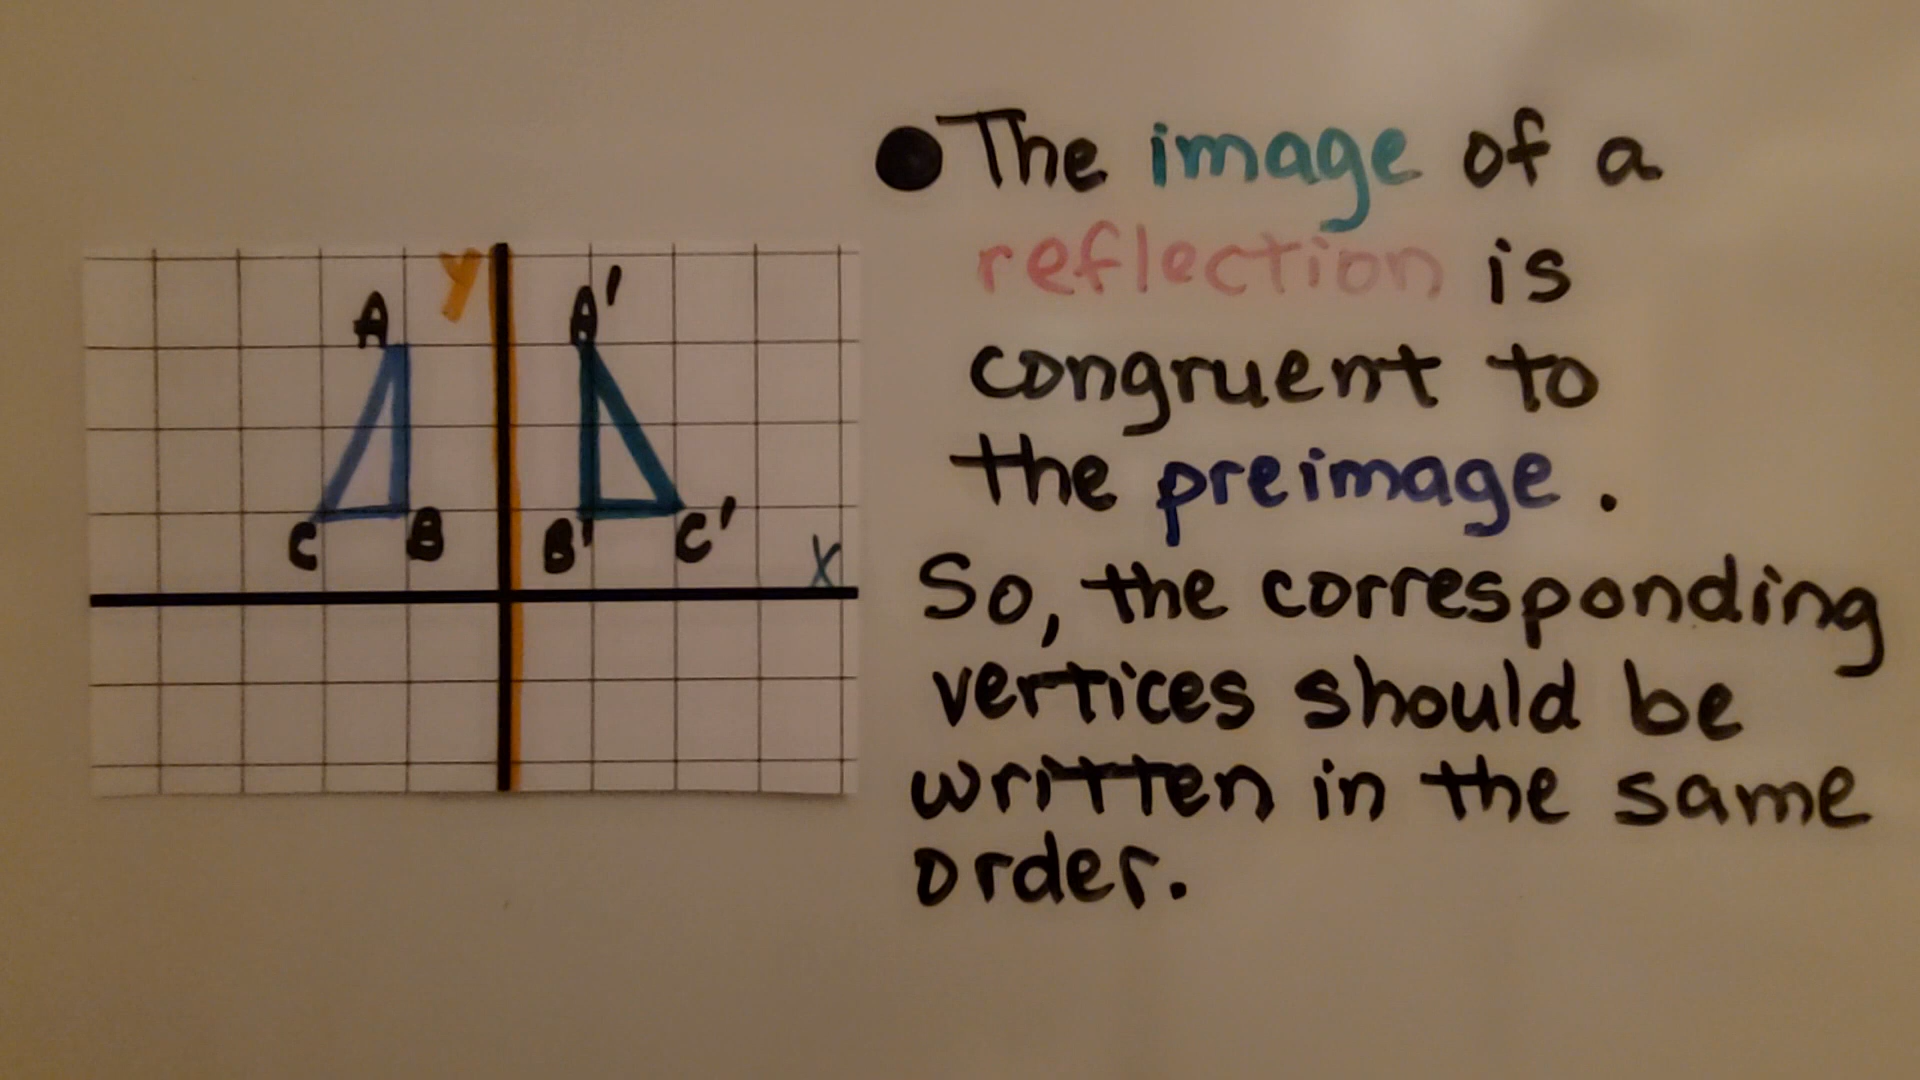 y
A
A'
C
B
B'
C'
x
The image of a
reflection is
congruent to
the preimage.
So, the corresponding
vertices should be
written in the same
order.